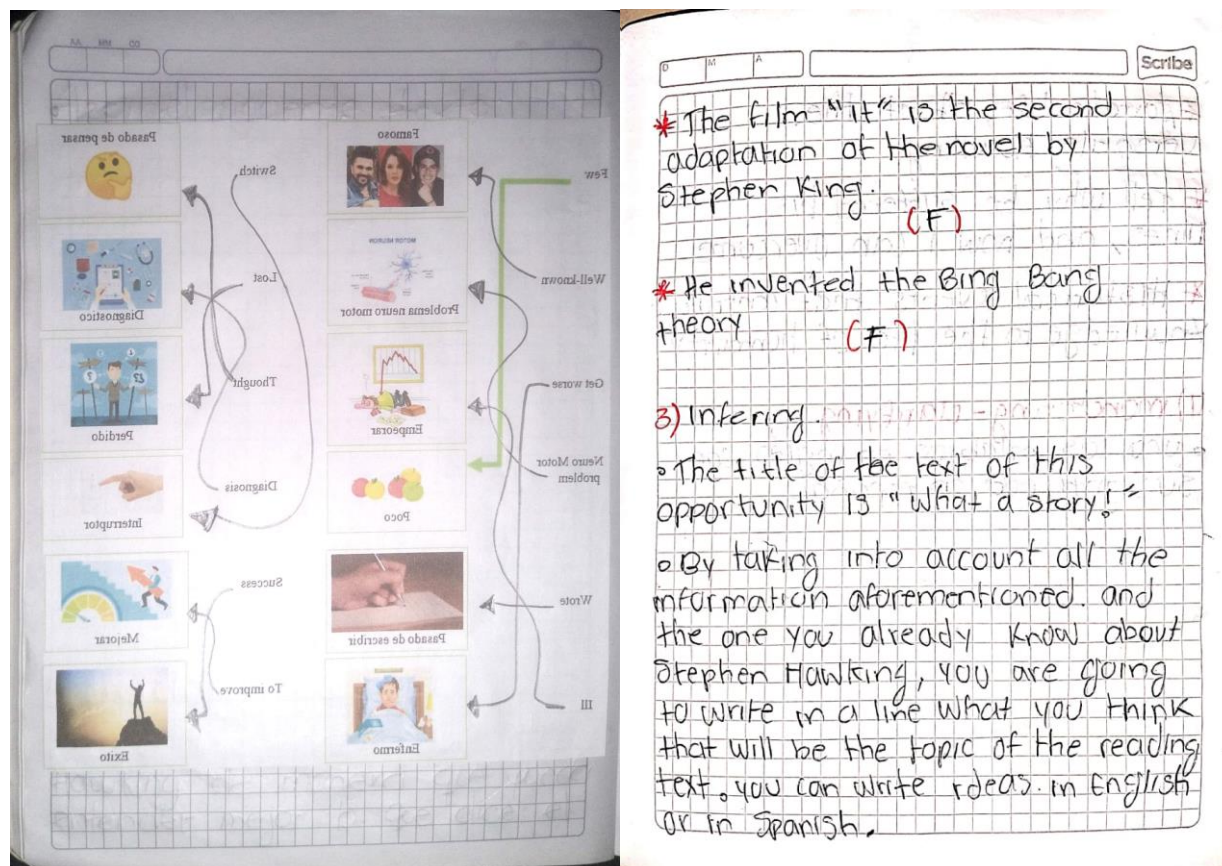 AA MM DD
Pasado de pensar
Diagnostico
Perdido
Interruptor
Mejorar
Exito
Switch
Lost
Thought
Diagnosis
Success
To improve
Famoso
MOTOR NEURON
Problema neuro motor
Empeorar
Poco
Pasado de escribir
Enfermo
Few
Well-known
Get worse
Neuro Motor
problem
Wrote
Ill
D M A
Scribe
* The film "It" is the second
adaptation of the novel by
Stephen King.
(F)
* He invented the Bing Bang
theory
(F)
3) Infering.
The title of the text of this
opportunity is "What a story!"
By taking into account all the
information aforementioned. and
the one you already know about
Stephen Hawking, you are going
to write in a line what you think
that will be the topic of the reading
text. you can write ideas. in English
or in Spanish.